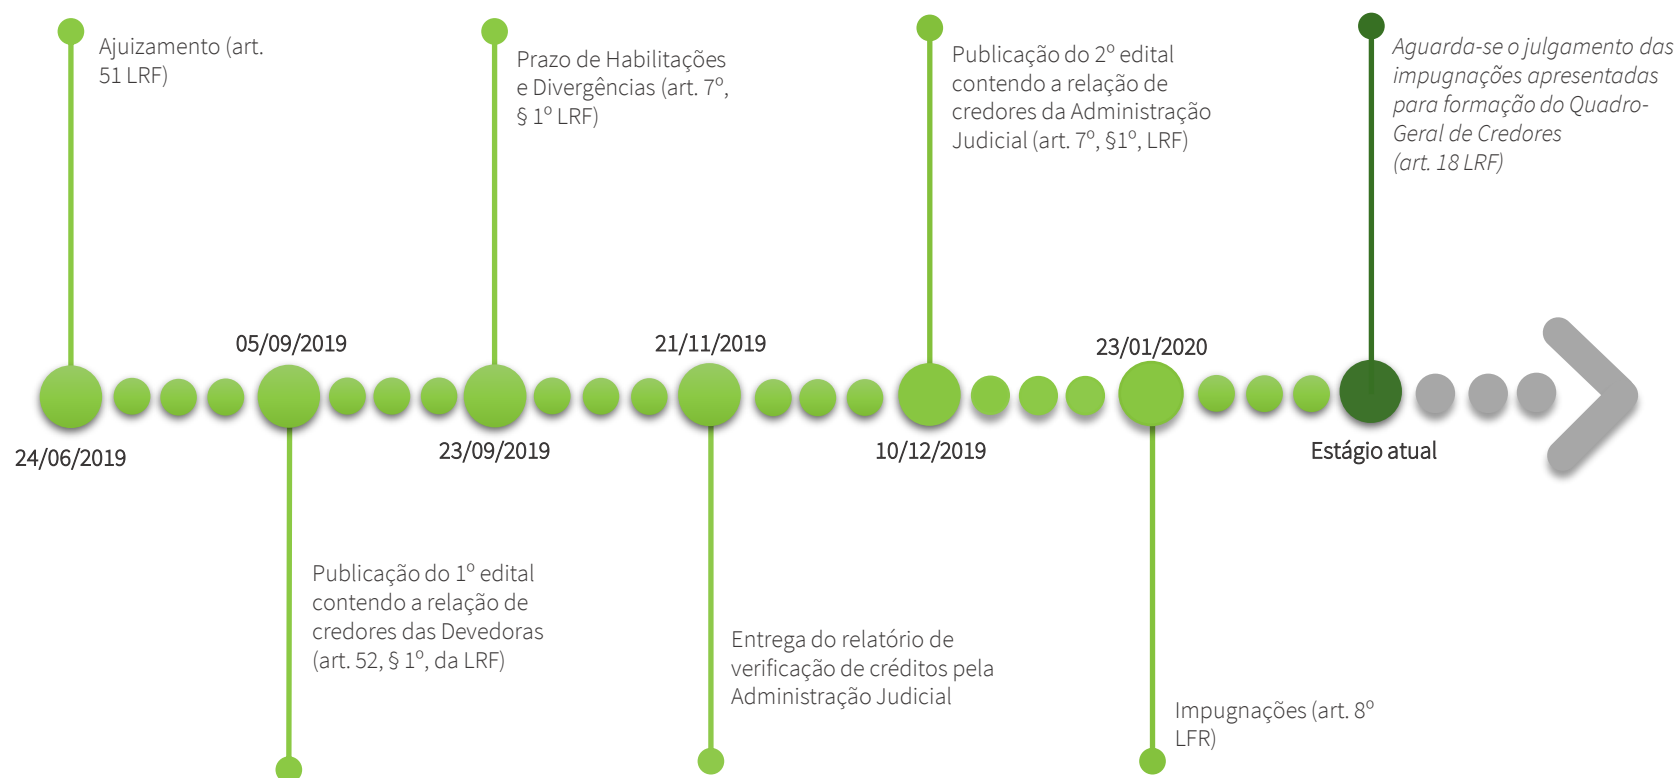 Ajuizamento (art.
51 LRF)
24/06/2019
05/09/2019
Publicação do 1º edital
contendo a relação de
credores das Devedoras
(art. 52, § 1º, da LRF)
Prazo de Habilitações
e Divergências (art. 7º,
§ 1º LRF)
23/09/2019
21/11/2019
Entrega do relatório de
verificação de créditos pela
Administração Judicial
Publicação do 2º edital
contendo a relação de
credores da Administração
Judicial (art. 7º, §1º, LRF)
10/12/2019
23/01/2020
Impugnações (art. 8º
LFR)
Aguarda-se o julgamento das
impugnações apresentadas
para formação do Quadro-
Geral de Credores
(art. 18 LRF)
Estágio atual